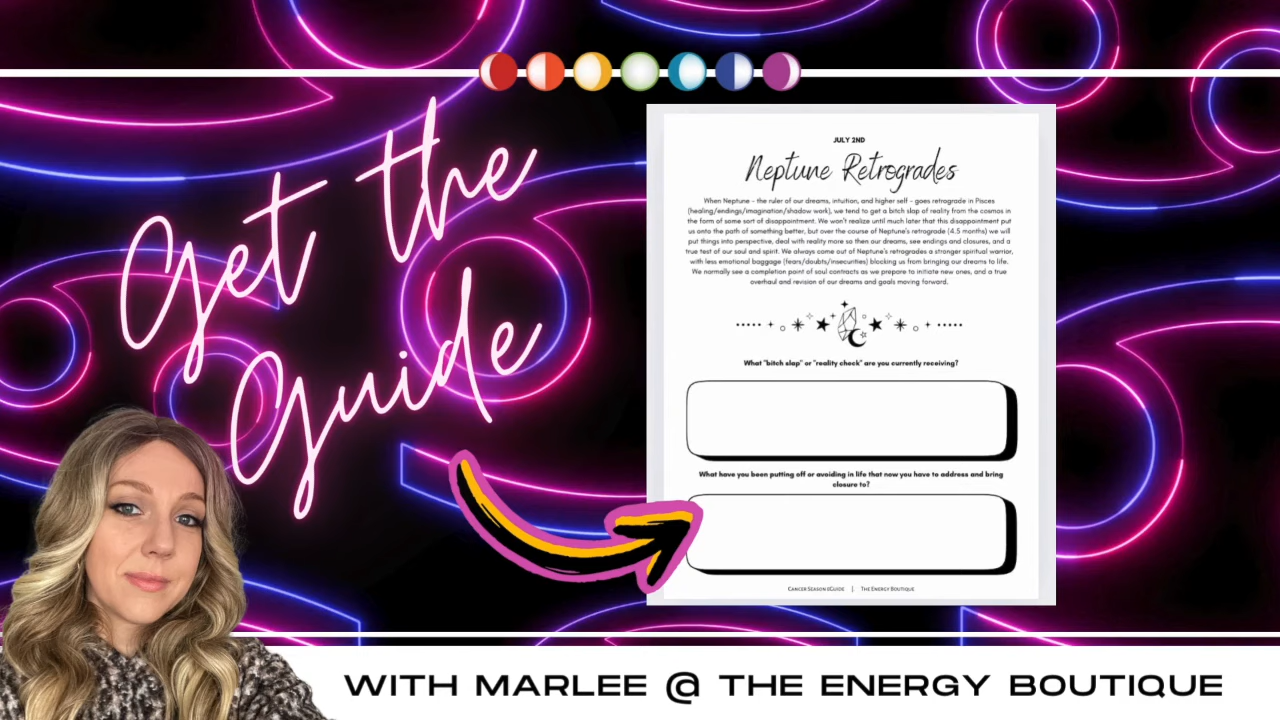 Get the
Guide
JULY 2ND
Neptune Retrogrades
When Neptune - the ruler of our dreams, intuition, and higher self - goes retrograde in Pisces
(healing/endings/imagination/shadow work), we tend to get a bitch slap of reality from the cosmos in
the form of some sort of disappointment. We won't realize until much later that this disappointment put
us onto the path of something better, but over the course of Neptune's retrograde (4.5 months) we will
put things into perspective, deal with reality more so then our dreams, see endings and closures, and a
true test of our soul and spirit. We always come out of Neptune's retrogrades a stronger spiritual warrior,
with less emotional baggage (fears/doubts/insecurities) blocking us from bringing our dreams to life.
We normally see a completion point of soul contracts as we prepare to initiate new ones, and a true
overhaul and revision of our dreams and goals moving forward.
What "bitch slap" or "reality check" are you currently receiving?
What have you been putting off or avoiding in life that now you have to address and bring
closure to?
CANCER SEASON EGUIDE | THE ENERGY BOUTIQUE
WITH MARLEE @ THE ENERGY BOUTIQUE